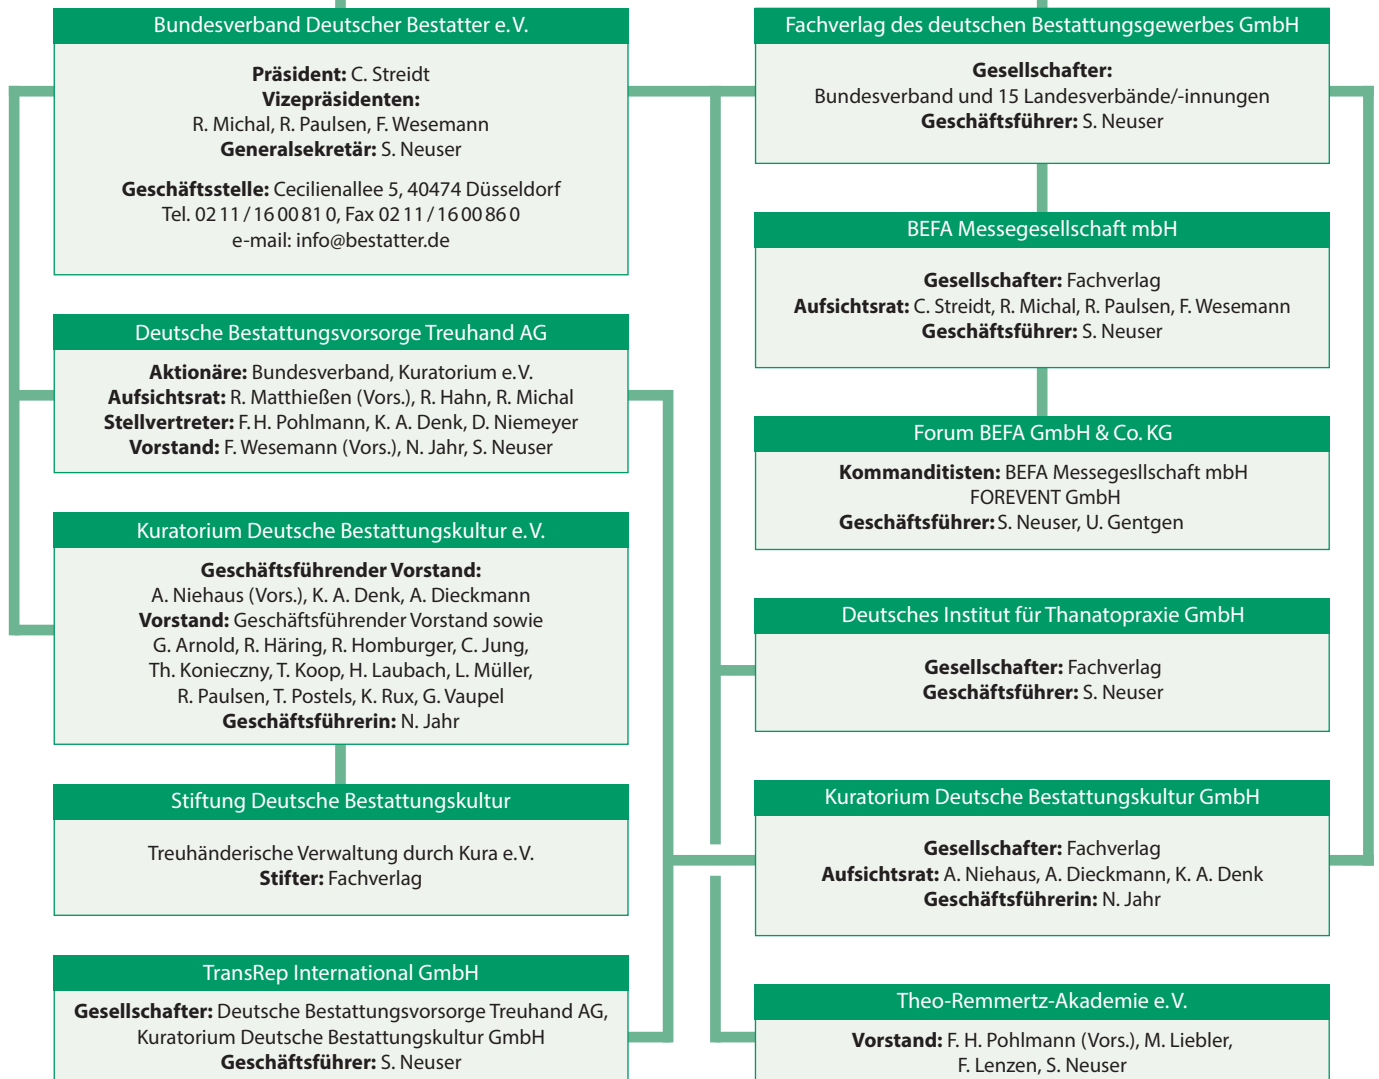 Bundesverband Deutscher Bestatter e.V.
Präsident: C. Streidt
Vizepräsidenten:
R. Michal, R. Paulsen, F. Wesemann
Generalsekretär: S. Neuser
Geschäftsstelle: Cecilienallee 5, 40474 Düsseldorf
Tel. 02 11 / 16 00 81 0, Fax 02 11 / 16 00 86 0
e-mail: info@bestatter.de
Deutsche Bestattungsvorsorge Treuhand AG
Aktionäre: Bundesverband, Kuratorium e.V.
Aufsichtsrat: R. Matthießen (Vors.), R. Hahn, R. Michal
Stellvertreter: F. H. Pohlmann, K. A. Denk, D. Niemeyer
Vorstand: F. Wesemann (Vors.), N. Jahr, S. Neuser
Kuratorium Deutsche Bestattungskultur e.V.
Geschäftsführender Vorstand:
A. Niehaus (Vors.), K. A. Denk, A. Dieckmann
Vorstand: Geschäftsführender Vorstand sowie
G. Arnold, R. Häring, R. Homburger, C. Jung,
Th. Konieczny, T. Koop, H. Laubach, L. Müller,
R. Paulsen, T. Postels, K. Rux, G. Vaupel
Geschäftsführerin: N. Jahr
Stiftung Deutsche Bestattungskultur
Treuhänderische Verwaltung durch Kura e.V.
Stifter: Fachverlag
TransRep International GmbH
Gesellschafter: Deutsche Bestattungsvorsorge Treuhand AG,
Kuratorium Deutsche Bestattungskultur GmbH
Geschäftsführer: S. Neuser
Fachverlag des deutschen Bestattungsgewerbes GmbH
Gesellschafter:
Bundesverband und 15 Landesverbände/-innungen
Geschäftsführer: S. Neuser
BEFA Messegesellschaft mbH
Gesellschafter: Fachverlag
Aufsichtsrat: C. Streidt, R. Michal, R. Paulsen, F. Wesemann
Geschäftsführer: S. Neuser
Forum BEFA GmbH & Co. KG
Kommanditisten: BEFA Messegesllschaft mbH
FOREVENT GmbH
Geschäftsführer: S. Neuser, U. Gentgen
Deutsches Institut für Thanatopraxie GmbH
Gesellschafter: Fachverlag
Geschäftsführer: S. Neuser
Kuratorium Deutsche Bestattungskultur GmbH
Gesellschafter: Fachverlag
Aufsichtsrat: A. Niehaus, A. Dieckmann, K. A. Denk
Geschäftsführerin: N. Jahr
Theo-Remmertz-Akademie e.V.
Vorstand: F. H. Pohlmann (Vors.), M. Liebler,
F. Lenzen, S. Neuser